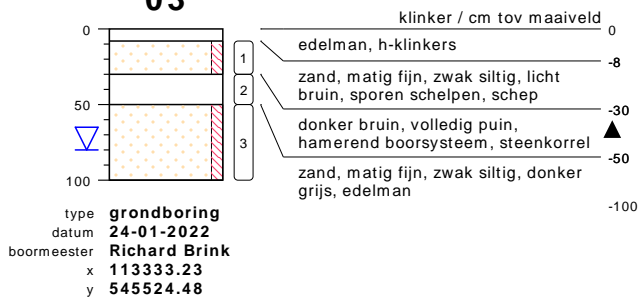 03
klinker / cm tov maaiveld
0
0
edelman, h-klinkers
-8
1
zand, matig fijn, zwak siltig, licht
bruin, sporen schelpen, schep
2
-30
50
donker bruin, volledig puin,
hamerend boorsysteem, steenkorrel
3
-50
zand, matig fijn, zwak siltig, donker
grijs, edelman
100
-100
type grondboring
datum 24-01-2022
boormeester Richard Brink
x 113333.23
y 545524.48